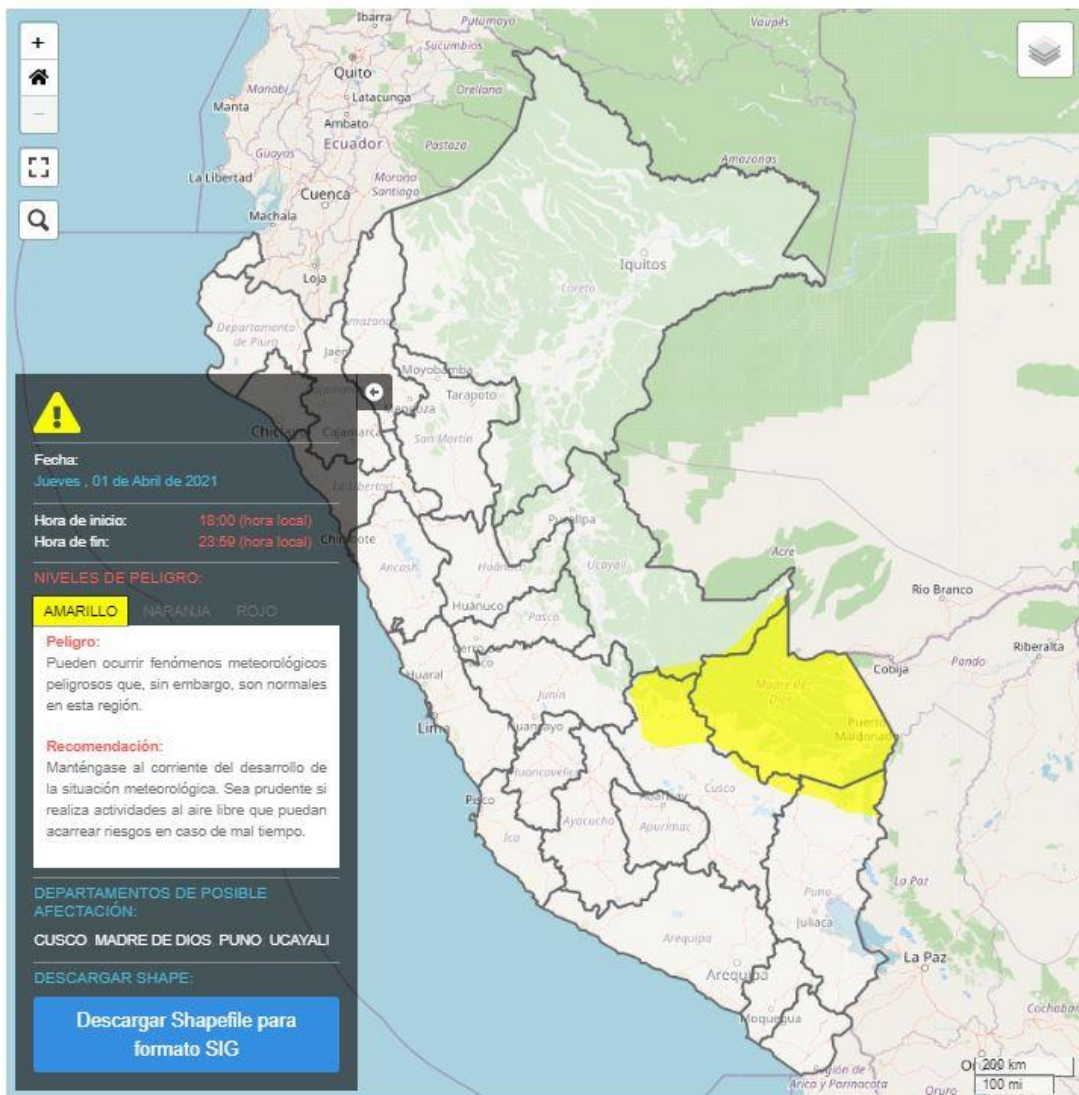 Ibarra
Putumayo
Vaupés
+
Sucumbíos
Quito
Orellana
Manabí
Latacunga
Manta
Ambato
Ecuador
Pastaza
Guayas
Amazonas
La Libertad
Morona
Santiago
Cuenca
Machala
Iquitos
Loja
Loreto
Departamento
de Piura
Amazonas
Jaén
Moyobamba
Tarapoto
Mendoza
Cajamarca
San Martín
La Libertad
Fecha:
Jueves , 01 de Abril de 2021
Hora de inicio: 18:00 (hora local)
Hora de fin: 23:59 (hora local)
Pucallpa
Acre
Ancash
Huánuco
Ucayali
Rio Branco
NIVELES DE PELIGRO:
AMARILLO NARANJA ROJO
Huánuco
Pasco
Riberalta
Peligro:
Pueden ocurrir fenómenos meteorológicos
peligrosos que, sin embargo, son normales
en esta región.
Cobija
Pando
Huaral
Junín
Madre de
Dios
Puerto
Maldonado
Lima
Huancayo
Recomendación:
Manténgase al corriente del desarrollo de
la situación meteorológica. Sea prudente si
realiza actividades al aire libre que puedan
acarrear riesgos en caso de mal tiempo.
Huancavelica
Pisco
Cusco
Abancay
Ayacucho
Apurímac
Ica
DEPARTAMENTOS DE POSIBLE
AFECTACIÓN:
CUSCO MADRE DE DIOS PUNO UCAYALI
Puno
La Paz
Juliaca
Arequipa
La Paz
Arequipa
DESCARGAR SHAPE:
Descargar Shapefile para
formato SIG
Moquegua
200 km
100 mi
Región de
Arica y Parinacota
Oruro